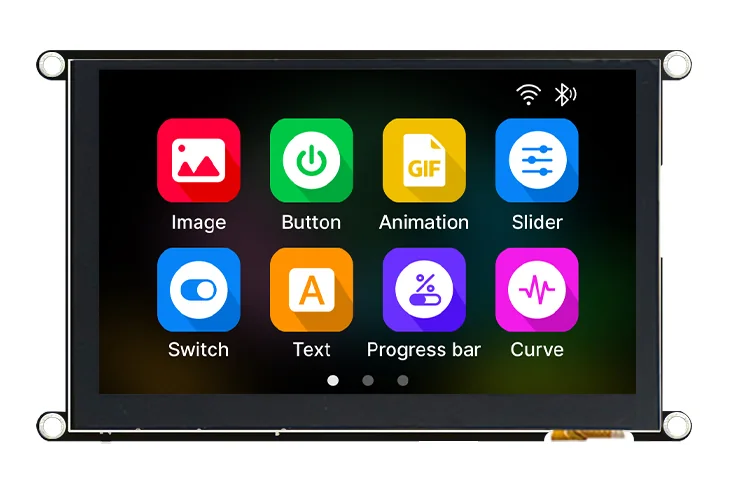 GIF
Image Button Animation Slider
A
Switch Text Progress bar Curve